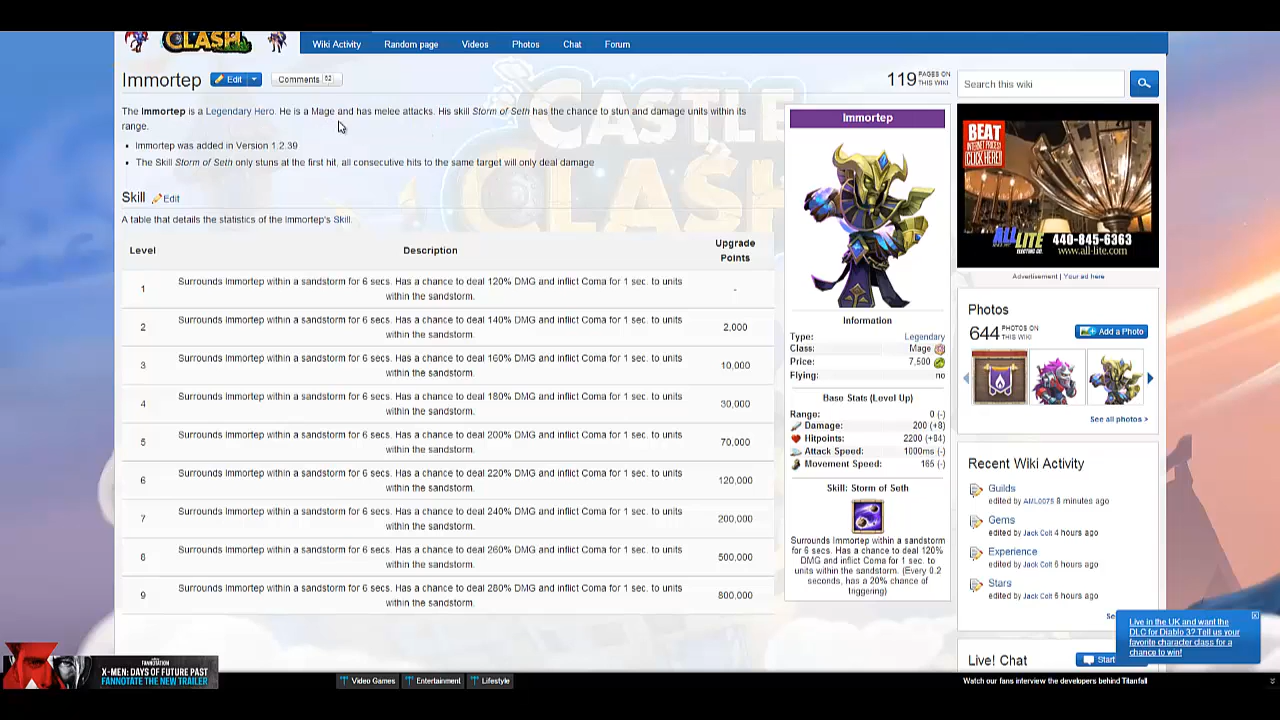 CLASH
Wiki Activity
Random page
Videos
Photos
Chat
Forum
Immortep
Edit
Comments 52
119 PAGES ON
THIS WIKI
Search this wiki
The Immortep is a Legendary Hero. He is a Mage and has melee attacks. His skill Storm of Seth has the chance to stun and damage units within its
range.
Immortep was added in Version 1.2.39
The Skill Storm of Seth only stuns at the first hit, all consecutive hits to the same target will only deal damage
CASTLE
CLASH
Skill Edit
A table that details the statistics of the Immortep's Skill.
Level
Description
Upgrade
Points
1
Surrounds Immortep within a sandstorm for 6 secs. Has a chance to deal 120% DMG and inflict Coma for 1 sec. to units
within the sandstorm.
-
2
Surrounds Immortep within a sandstorm for 6 secs. Has a chance to deal 140% DMG and inflict Coma for 1 sec. to units
within the sandstorm.
2,000
3
Surrounds Immortep within a sandstorm for 6 secs. Has a chance to deal 160% DMG and inflict Coma for 1 sec. to units
within the sandstorm.
10,000
4
Surrounds Immortep within a sandstorm for 6 secs. Has a chance to deal 180% DMG and inflict Coma for 1 sec. to units
within the sandstorm.
30,000
5
Surrounds Immortep within a sandstorm for 6 secs. Has a chance to deal 200% DMG and inflict Coma for 1 sec. to units
within the sandstorm.
70,000
6
Surrounds Immortep within a sandstorm for 6 secs. Has a chance to deal 220% DMG and inflict Coma for 1 sec. to units
within the sandstorm.
120,000
7
Surrounds Immortep within a sandstorm for 6 secs. Has a chance to deal 240% DMG and inflict Coma for 1 sec. to units
within the sandstorm.
200,000
8
Surrounds Immortep within a sandstorm for 6 secs. Has a chance to deal 260% DMG and inflict Coma for 1 sec. to units
within the sandstorm.
500,000
9
Surrounds Immortep within a sandstorm for 6 secs. Has a chance to deal 280% DMG and inflict Coma for 1 sec. to units
within the sandstorm.
800,000
Immortep
Information
Type: Legendary
Class: Mage
Price: 7,500
Flying: no
Base Stats (Level Up)
Range: 0 (-)
Damage: 200 (+8)
Hitpoints: 2200 (+84)
Attack Speed: 1000ms (-)
Movement Speed: 165 (-)
Skill: Storm of Seth
Surrounds Immortep within a sandstorm
for 6 secs. Has a chance to deal 120%
DMG and inflict Coma for 1 sec. to
units within the sandstorm. (Every 0.2
seconds, has a 20% chance of
triggering)
BEAT
INTERNET PRICES!
CLICK HERE!
ALL LITE
440-845-6363
www.all-lite.com
Advertisement | Your ad here
Photos
644 PHOTOS ON
THIS WIKI
Add a Photo
See all photos >
Recent Wiki Activity
Guilds
edited by AML0075 8 minutes ago
Gems
edited by Jack Colt 4 hours ago
Experience
edited by Jack Colt 6 hours ago
Stars
edited by Jack Colt 6 hours ago
Se
Live in the UK and want the
DLC for Diablo 3? Tell us your
favorite character class for a
chance to win!
Live! Chat
Start
FANNOTATION
X-MEN: DAYS OF FUTURE PAST
FANNOTATE THE NEW TRAILER
Video Games
Entertainment
Lifestyle
Watch our fans interview the developers behind Titanfall